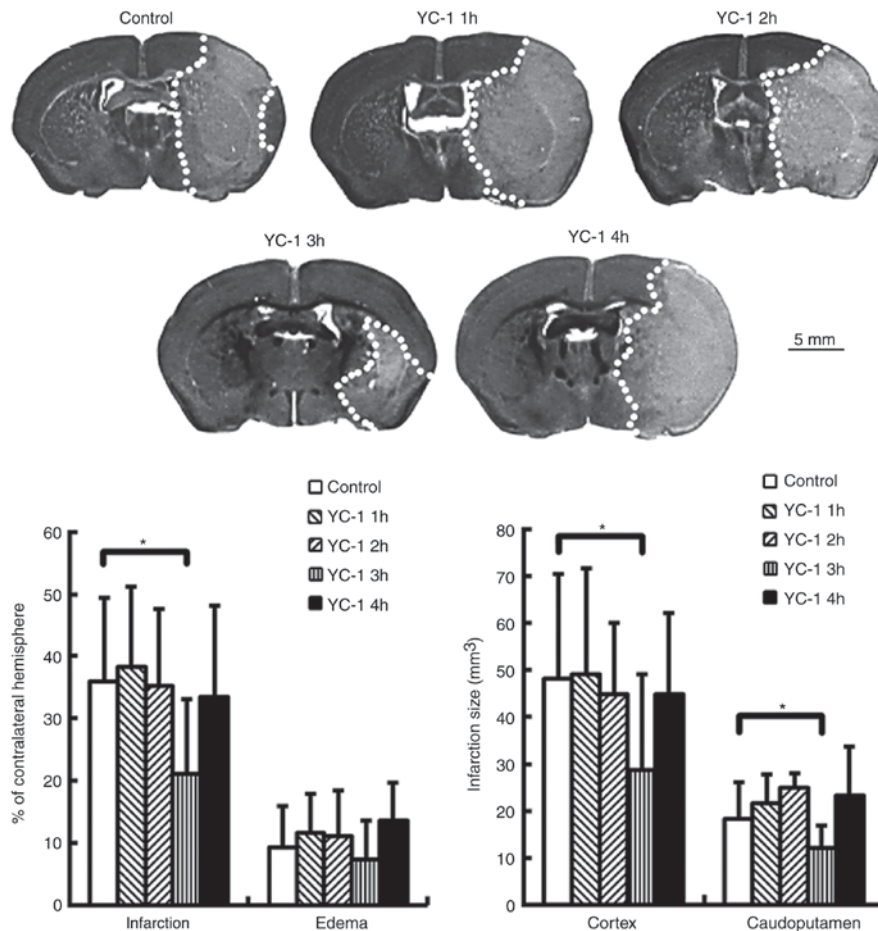 Control
YC-1 1h
YC-1 2h
YC-1 3h
YC-1 4h
5 mm
% of contralateral hemisphere
60
50
40
30
20
10
0
*
Control
YC-1 1h
YC-1 2h
YC-1 3h
YC-1 4h
Infarction
Edema
Infarction size (mm³)
80
70
60
50
40
30
20
10
0
*
*
Control
YC-1 1h
YC-1 2h
YC-1 3h
YC-1 4h
Cortex
Caudoputamen